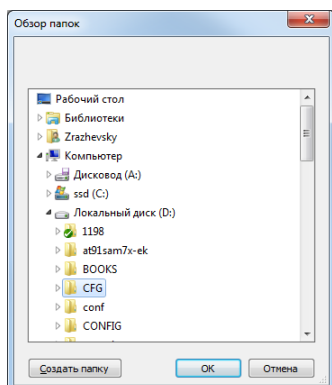 Обзор папок
Рабочий стол
Библиотеки
Zrazhevsky
Компьютер
Дисковод (A:)
ssd (C:)
Локальный диск (D:)
1198
at91sam7x-ek
BOOKS
CFG
conf
CONFIG
Создать папку
OK
Отмена